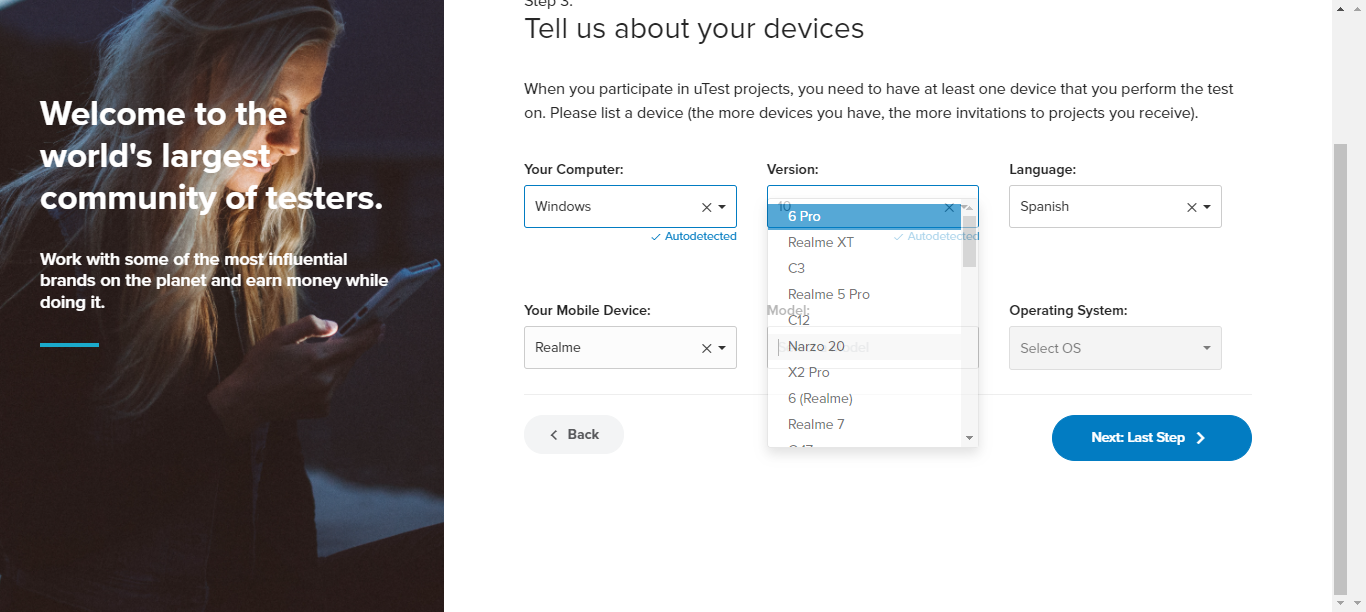 Step 3:
Tell us about your devices
Welcome to the
world's largest
community of testers.
Work with some of the most influential
brands on the planet and earn money while
doing it.
When you participate in uTest projects, you need to have at least one device that you perform the test
on. Please list a device (the more devices you have, the more invitations to projects you receive).
Your Computer:
Version:
Language:
Windows
10
Spanish
Autodetected
Autodetected
6 Pro
Realme XT
C3
Realme 5 Pro
C12
Narzo 20
X2 Pro
6 (Realme)
Realme 7
Your Mobile Device:
Model:
Operating System:
Realme
Select OS
Back
Next: Last Step